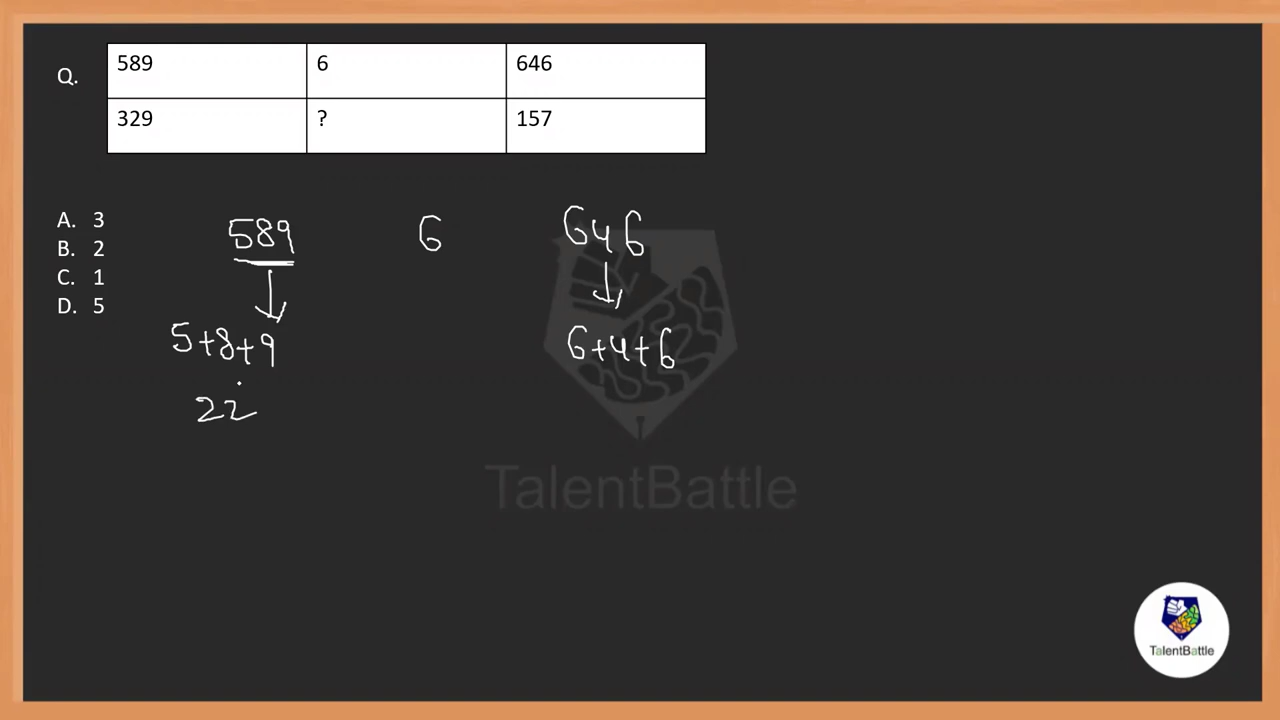 Q.
589 6 646
329 ? 157
A. 3
B. 2
C. 1
D. 5
589 6 646
5+8+9 6+4+6
22
TalentBattle
TalentBattle